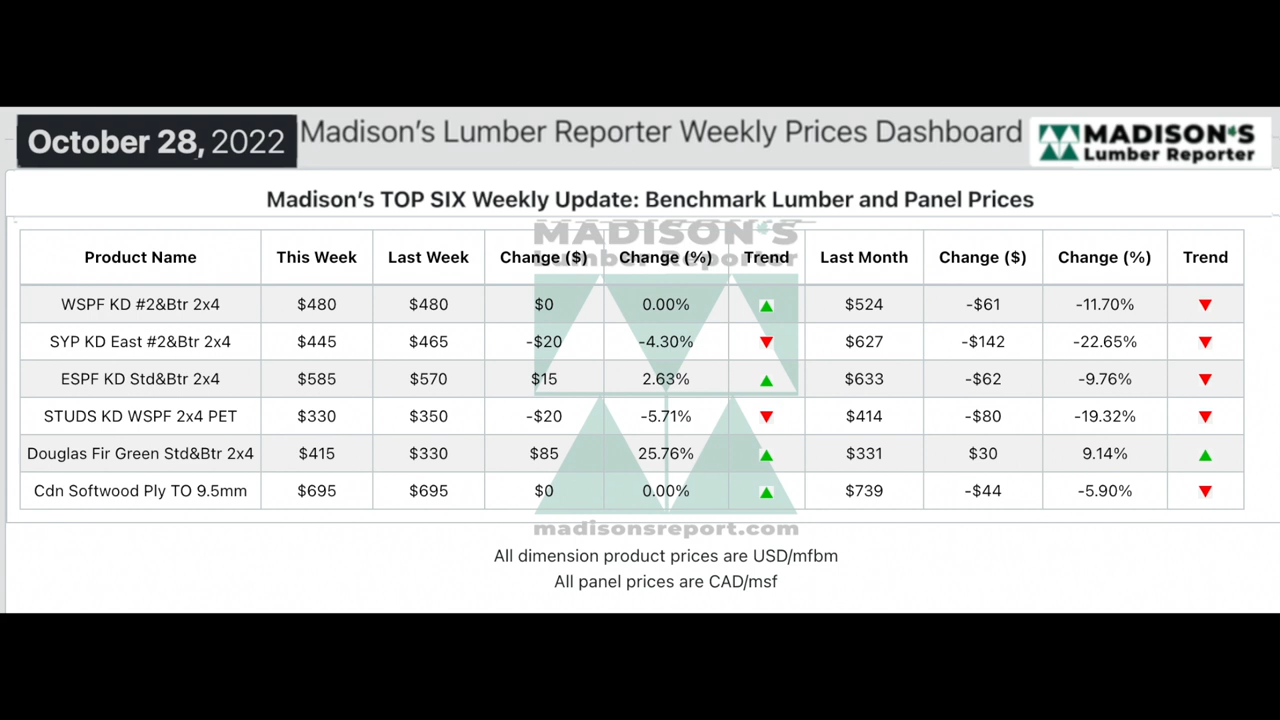 October 28, 2022 Madison's Lumber Reporter Weekly Prices Dashboard MADISON'S
Lumber Reporter
Madison's TOP SIX Weekly Update: Benchmark Lumber and Panel Prices
MADISON'S
Lumber Reporter
Product Name This Week Last Week Change ($) Change (%) Trend Last Month Change ($) Change (%) Trend
WSPF KD #2&Btr 2x4 $480 $480 $0 0.00% ▲ $524 -$61 -11.70% ▼
SYP KD East #2&Btr 2x4 $445 $465 -$20 -4.30% ▼ $627 -$142 -22.65% ▼
ESPF KD Std&Btr 2x4 $585 $570 $15 2.63% ▲ $633 -$62 -9.76% ▼
STUDS KD WSPF 2x4 PET $330 $350 -$20 -5.71% ▼ $414 -$80 -19.32% ▼
Douglas Fir Green Std&Btr 2x4 $415 $330 $85 25.76% ▲ $331 $30 9.14% ▲
Cdn Softwood Ply TO 9.5mm $695 $695 $0 0.00% ▲ $739 -$44 -5.90% ▼
madisonsreport.com
All dimension product prices are USD/mfbm
All panel prices are CAD/msf